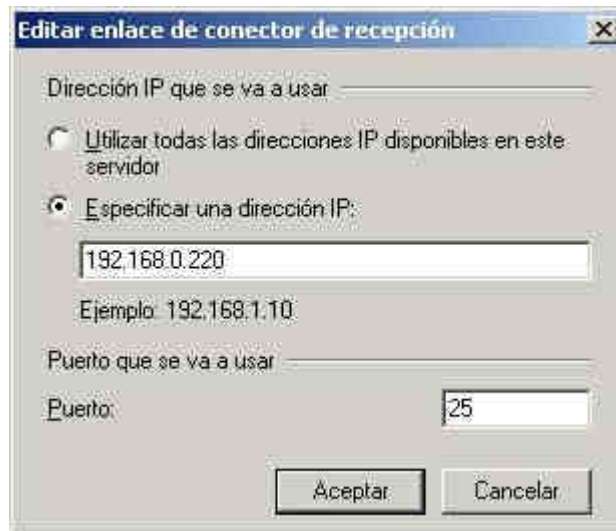 Editar enlace de conector de recepción
Dirección IP que se va a usar
Utilizar todas las direcciones IP disponibles en este
servidor
Especificar una dirección IP:
192.168.0.220
Ejemplo: 192.168.1.10
Puerto que se va a usar
Puerto:
25
Aceptar
Cancelar